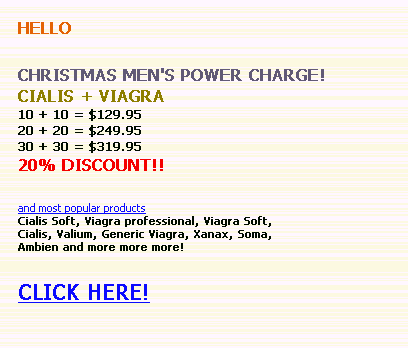 HELLO
CHRISTMAS MEN'S POWER CHARGE!
CIALIS + VIAGRA
10 + 10 = $129.95
20 + 20 = $249.95
30 + 30 = $319.95
20% DISCOUNT!!
and most popular products
Cialis Soft, Viagra professional, Viagra Soft,
Cialis, Valium, Generic Viagra, Xanax, Soma,
Ambien and more more more!
CLICK HERE!